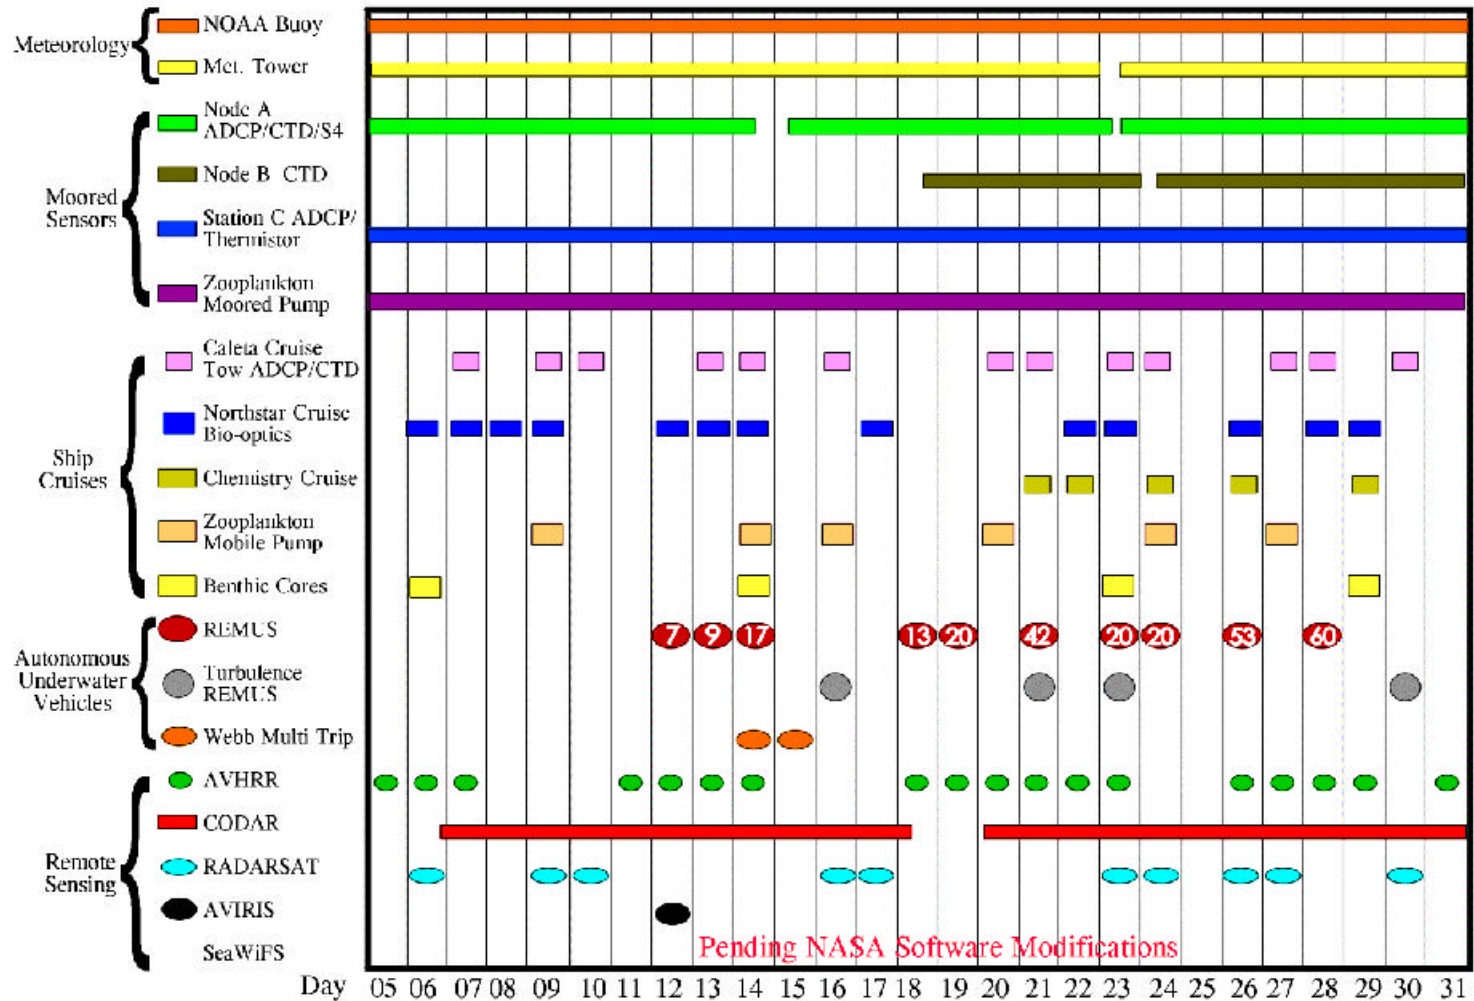 NOAA Buoy
Meteorology
Met. Tower
Node A
ADCP/CTD/S4
Node B CTD
Moored
Sensors
Station C ADCP/
Thermistor
Zooplankton
Moored Pump
Caleta Cruise
Tow ADCP/CTD
Northstar Cruise
Bio-optics
Ship
Cruises
Chemistry Cruise
Zooplankton
Mobile Pump
Benthic Cores
REMUS
7 9 17 13 20 42 20 20 53 60
Autonomous
Underwater
Vehicles
Turbulence
REMUS
Webb Multi Trip
AVHRR
CODAR
Remote
Sensing
RADARSAT
AVIRIS
SeaWiFS
Pending NASA Software Modifications
Day 05 06 07 08 09 10 11 12 13 14 15 16 17 18 19 20 21 22 23 24 25 26 27 28 29 30 31